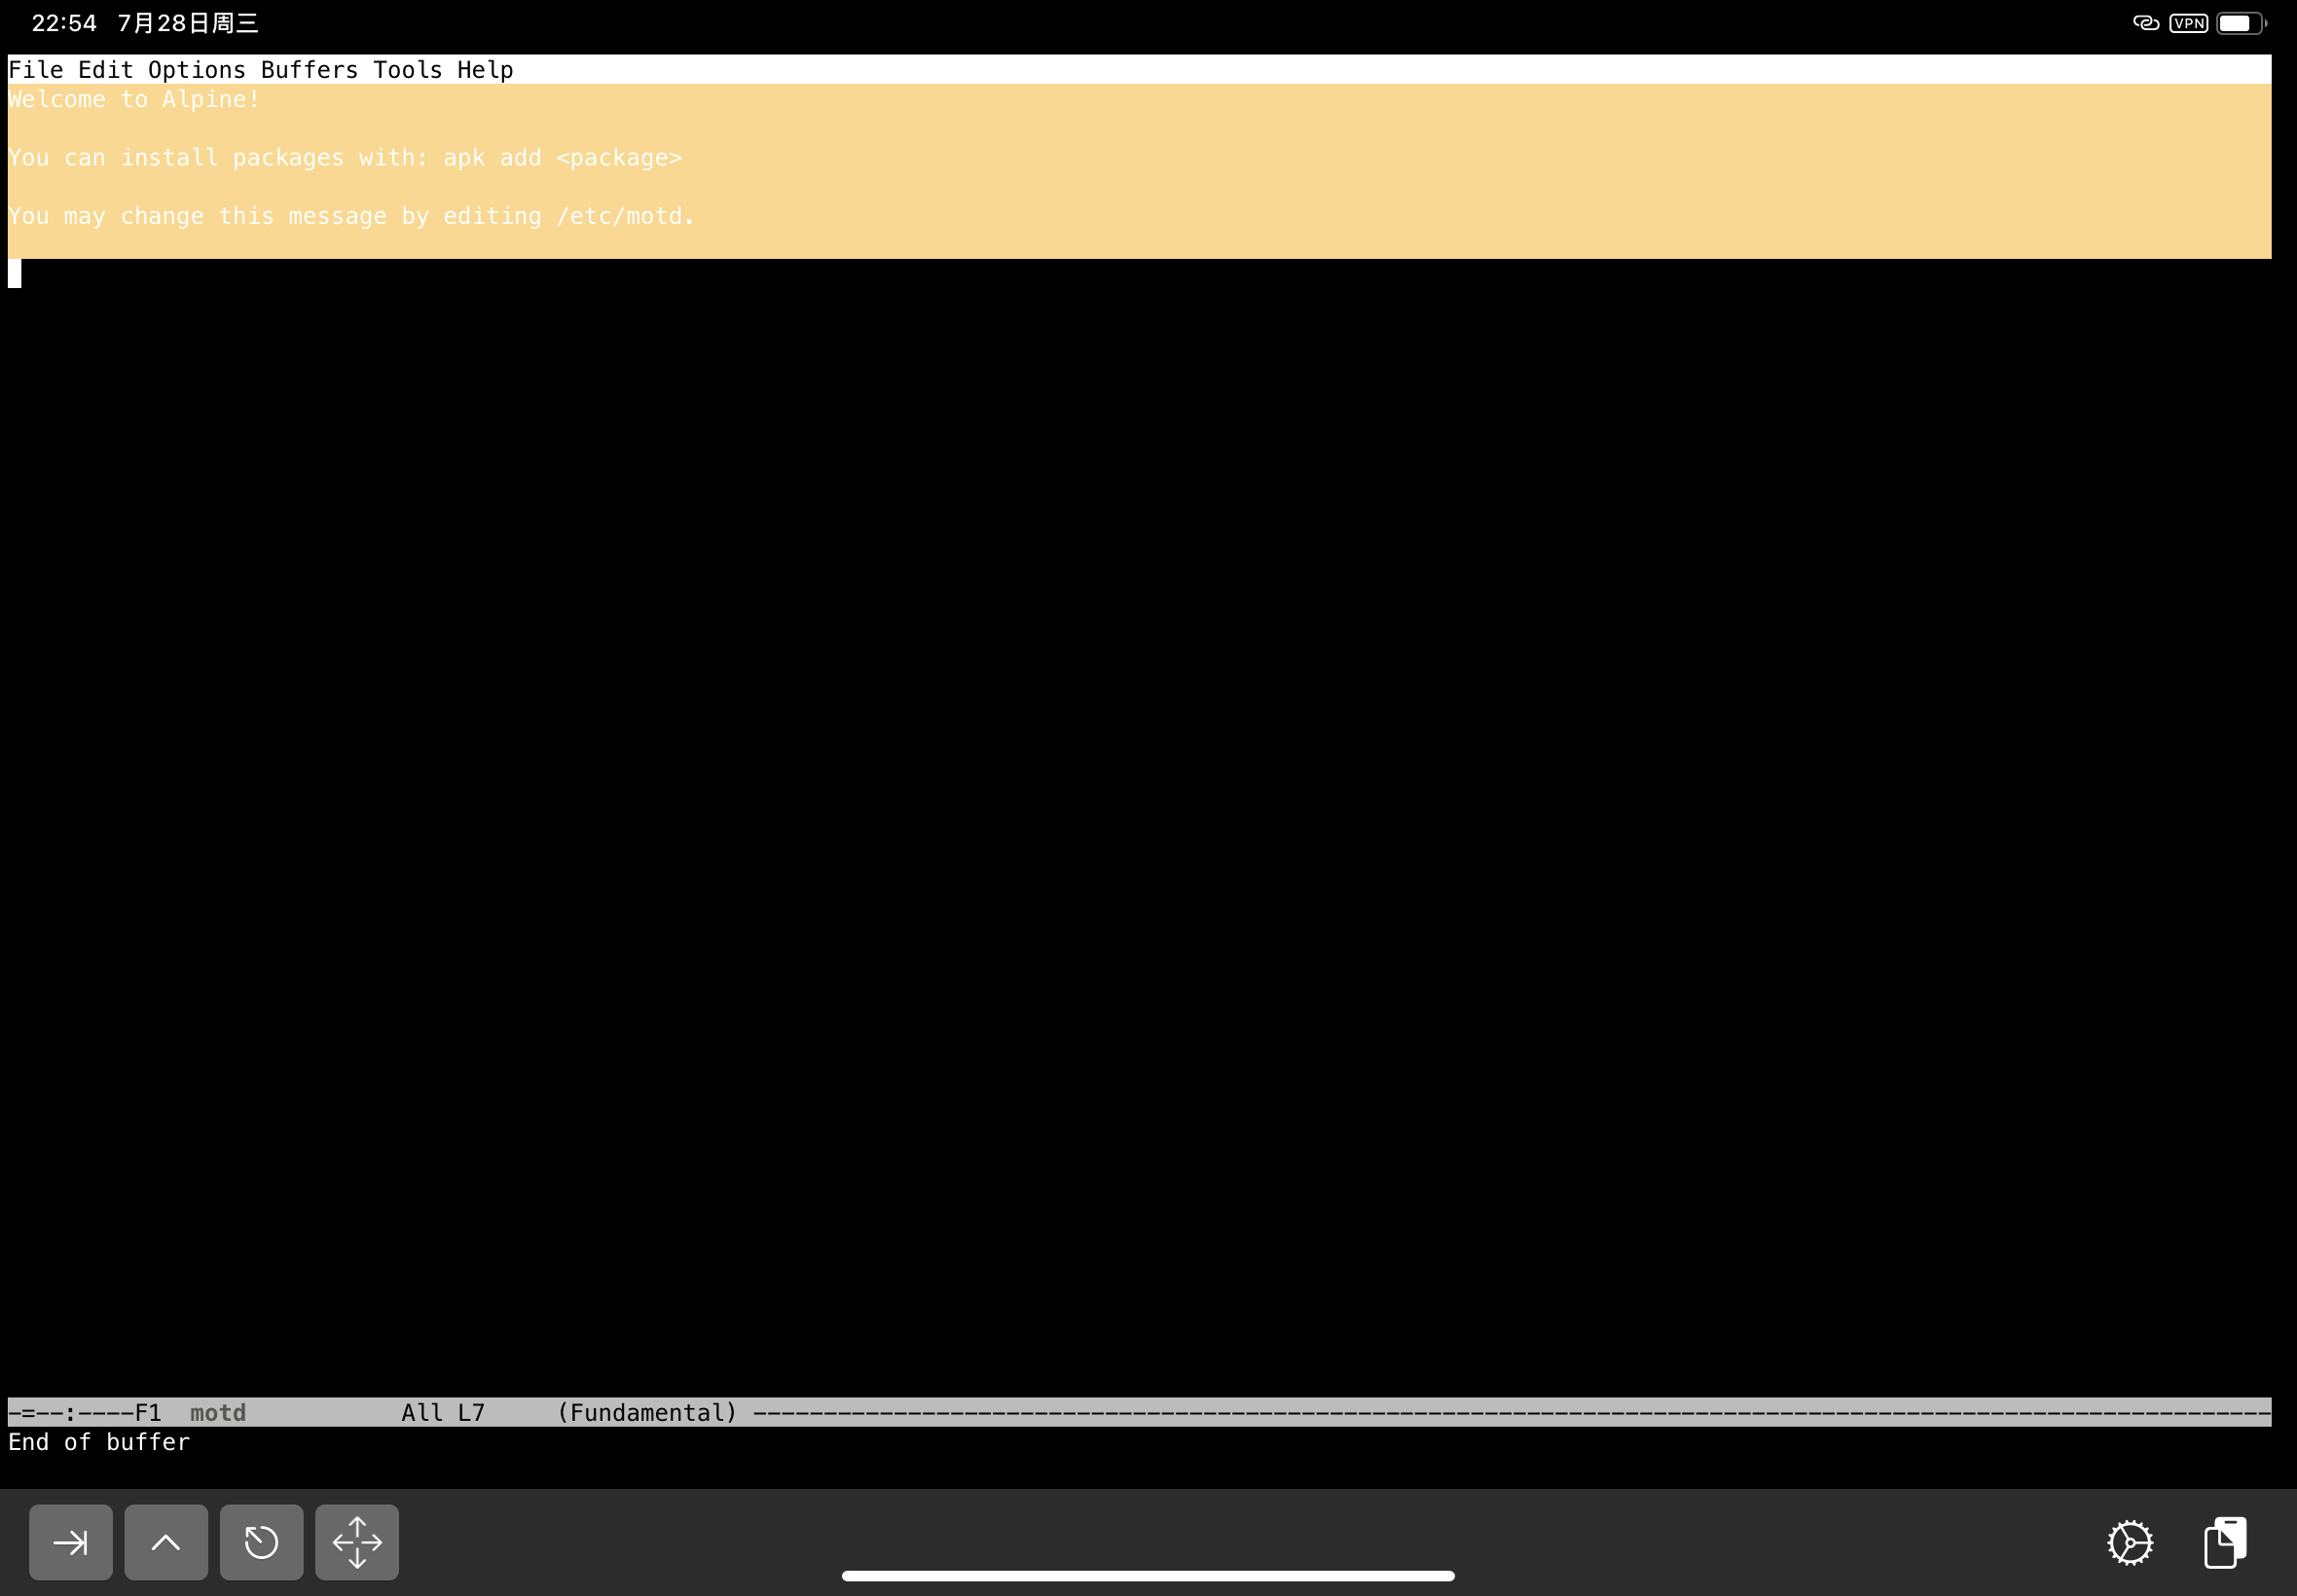 22:54 7月28日周三
VPN
File Edit Options Buffers Tools Help
Welcome to Alpine!
You can install packages with: apk add <package>
You may change this message by editing /etc/motd.
-=--:----F1  motd           All L7     (Fundamental) ------------------------------------------------------------------------------------------------------------
End of buffer